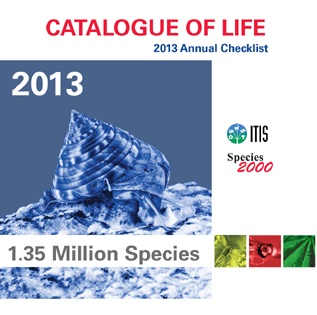 CATALOGUE OF LIFE
2013 Annual Checklist
2013
ITIS
Species
2000
1.35 Million Species